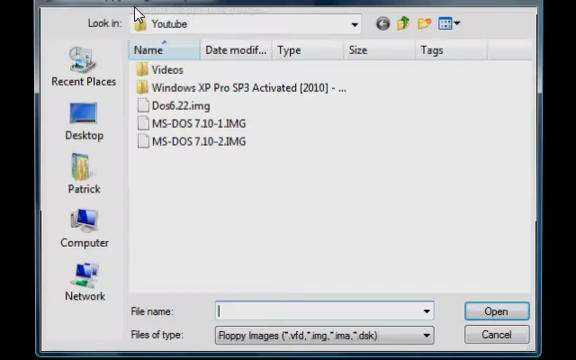 Look in: Youtube
Name Date modif... Type Size Tags
Videos
Windows XP Pro SP3 Activated [2010] - ...
Dos6.22.img
MS-DOS 7.10-1.IMG
MS-DOS 7.10-2.IMG
Recent Places
Desktop
Patrick
Computer
Network
File name: Open
Files of type: Floppy Images (*.vfd,*.img,*.ima,*.dsk) Cancel